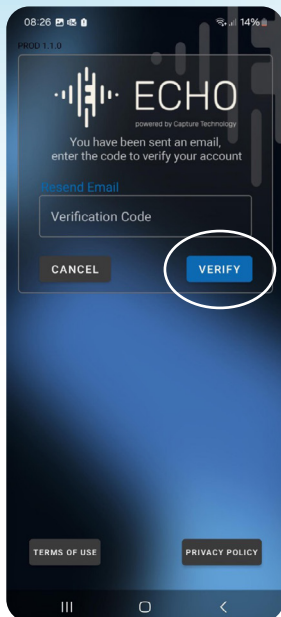 08:26 14%
PROD 1.1.0
ECHO
powered by Capture Technology
You have been sent an email,
enter the code to verify your account
Resend Email
Verification Code
CANCEL VERIFY
TERMS OF USE PRIVACY POLICY